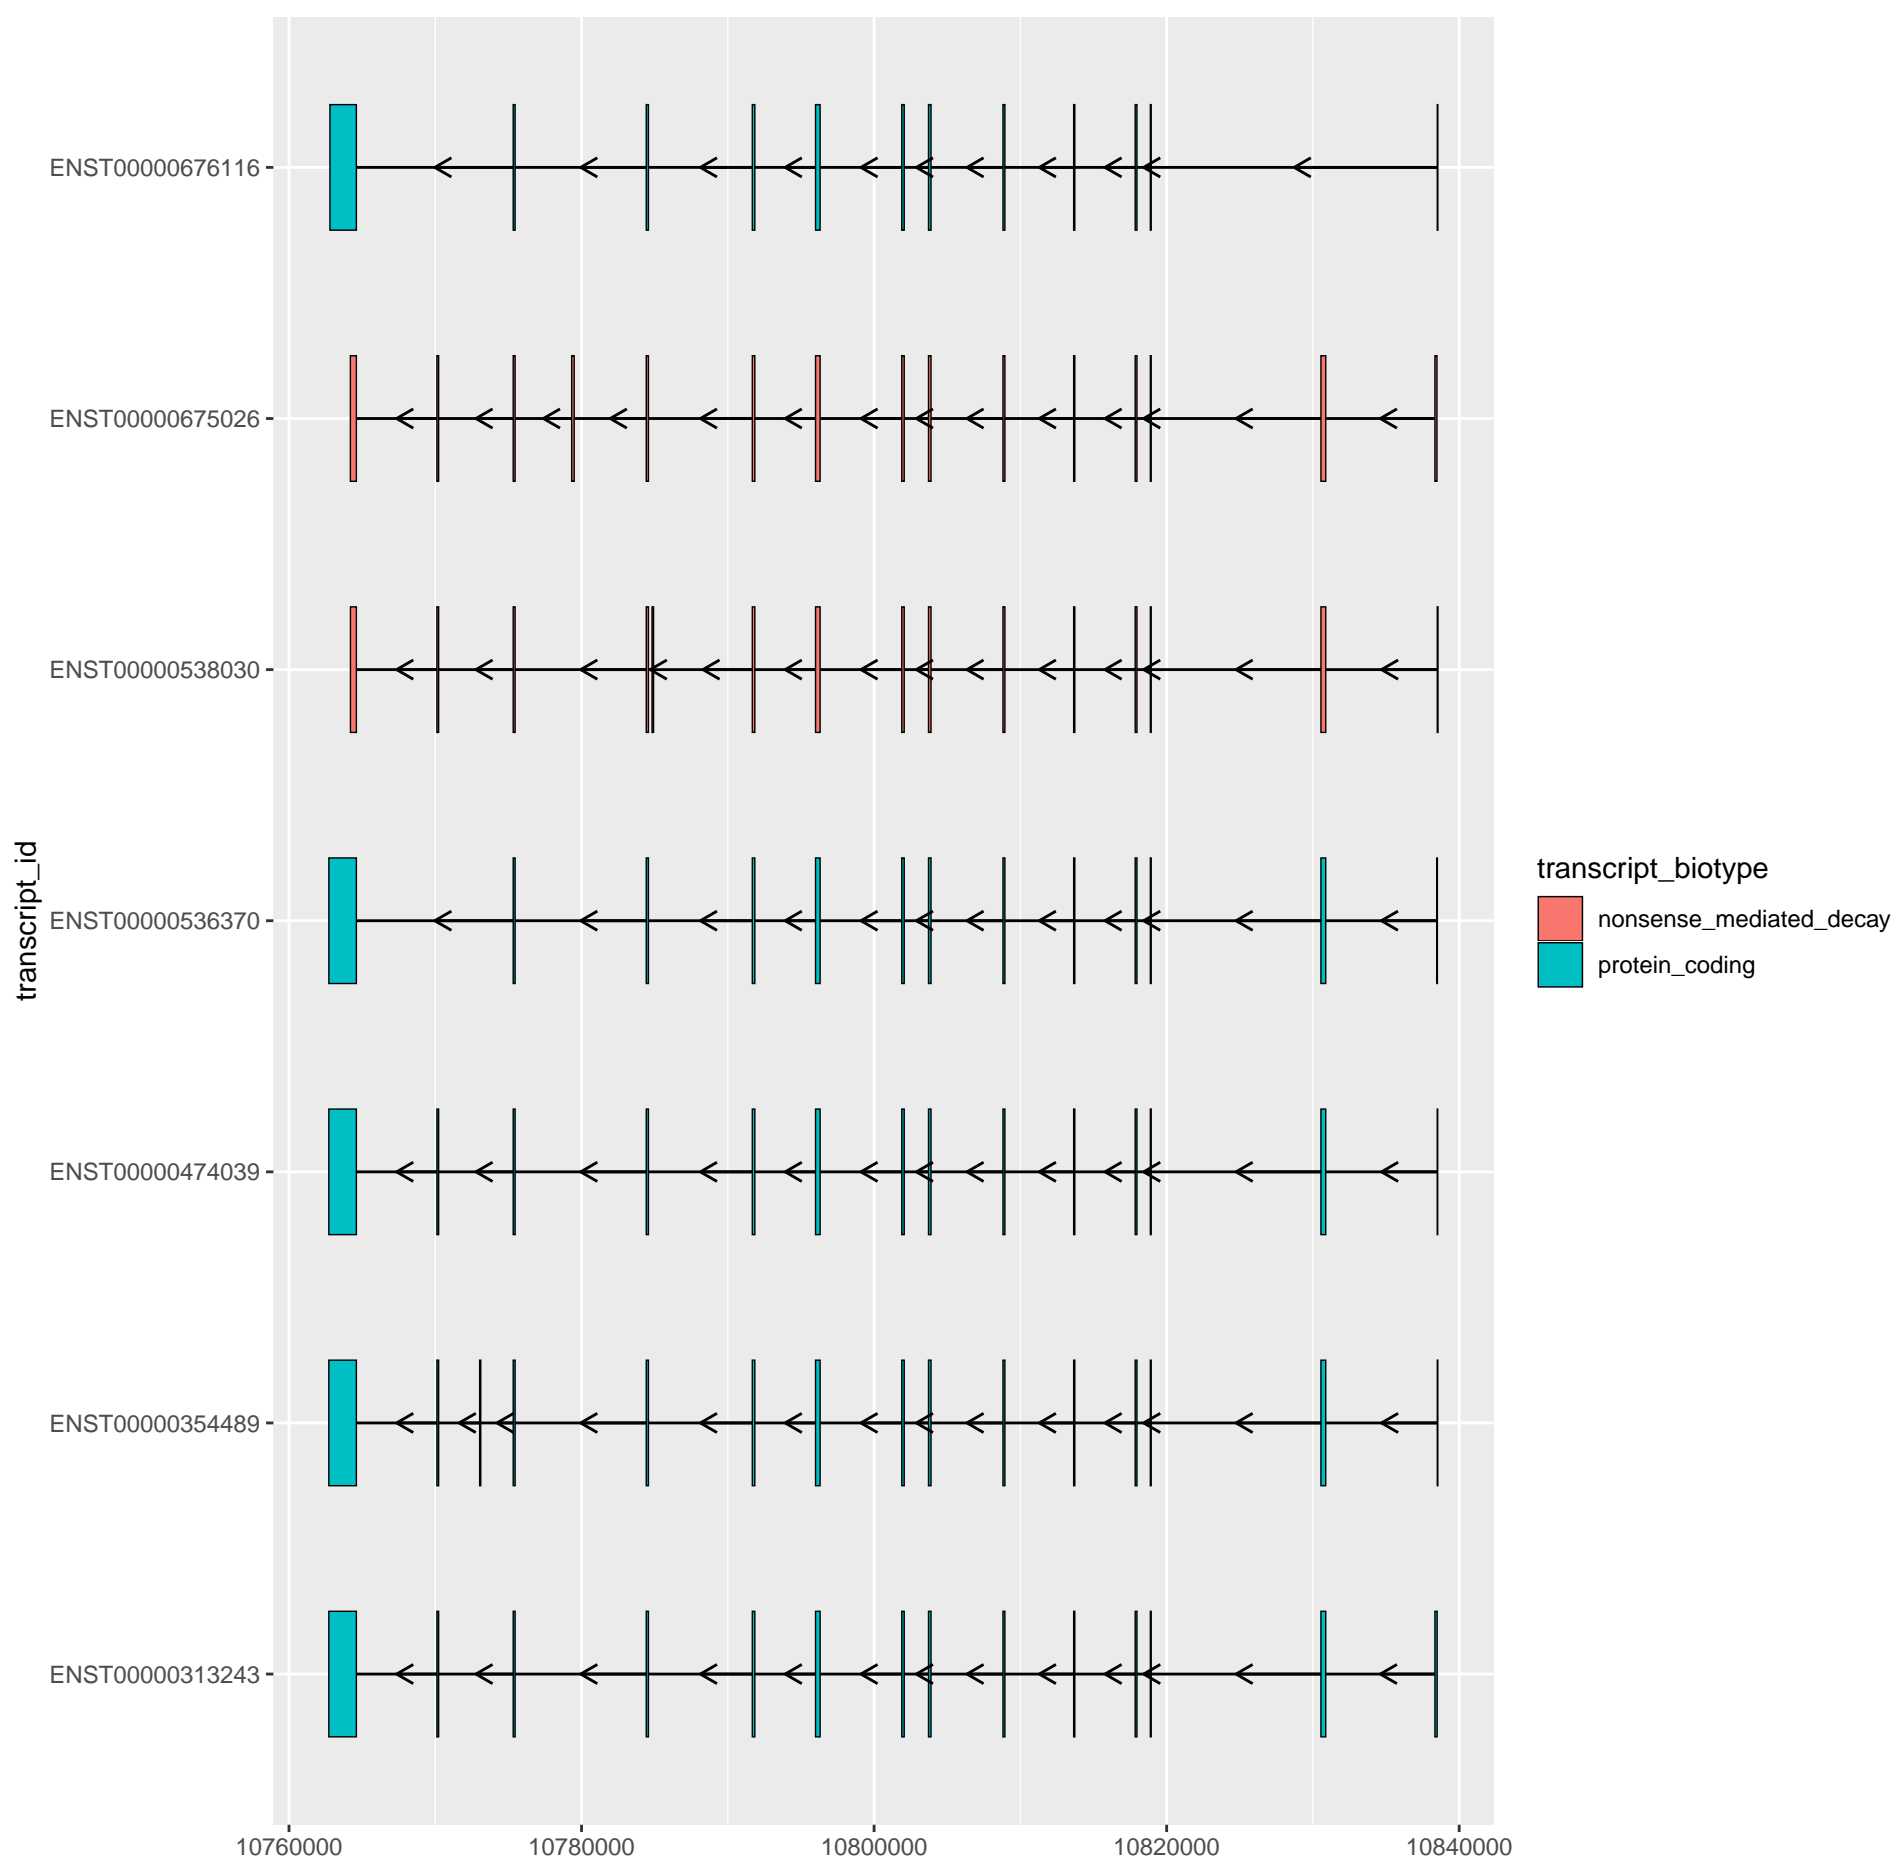 ENST00000676116
ENST00000675026
ENST00000538030
ENST00000536370
ENST00000474039
ENST00000354489
ENST00000313243
transcript_id
10760000
10780000
10800000
10820000
10840000
transcript_biotype
nonsense_mediated_decay
protein_coding